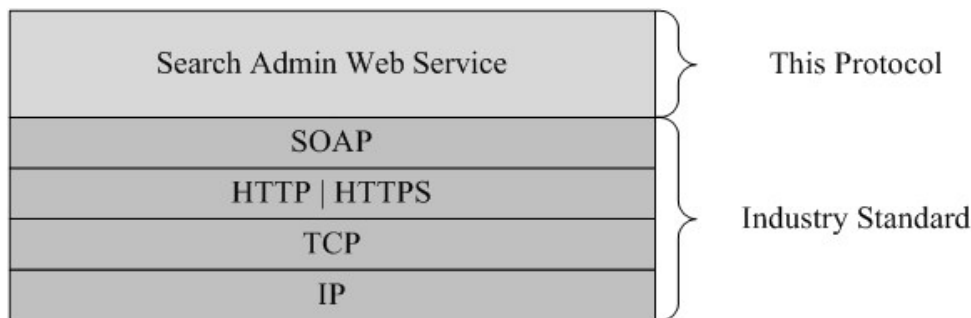 Search Admin Web Service
This Protocol
SOAP
HTTP | HTTPS
TCP
IP
Industry Standard